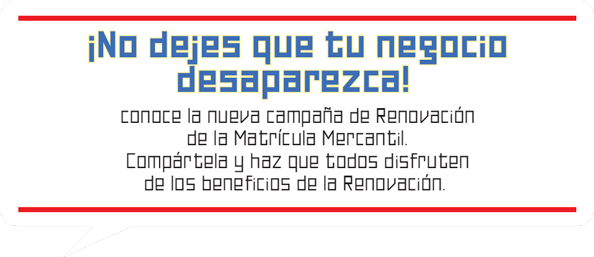 ¡No dejes que tu negocio
desaparezca!
conoce la nueva campaña de Renovación
de la Matrícula Mercantil.
Compártela y haz que todos disfruten
de los beneficios de la Renovación.